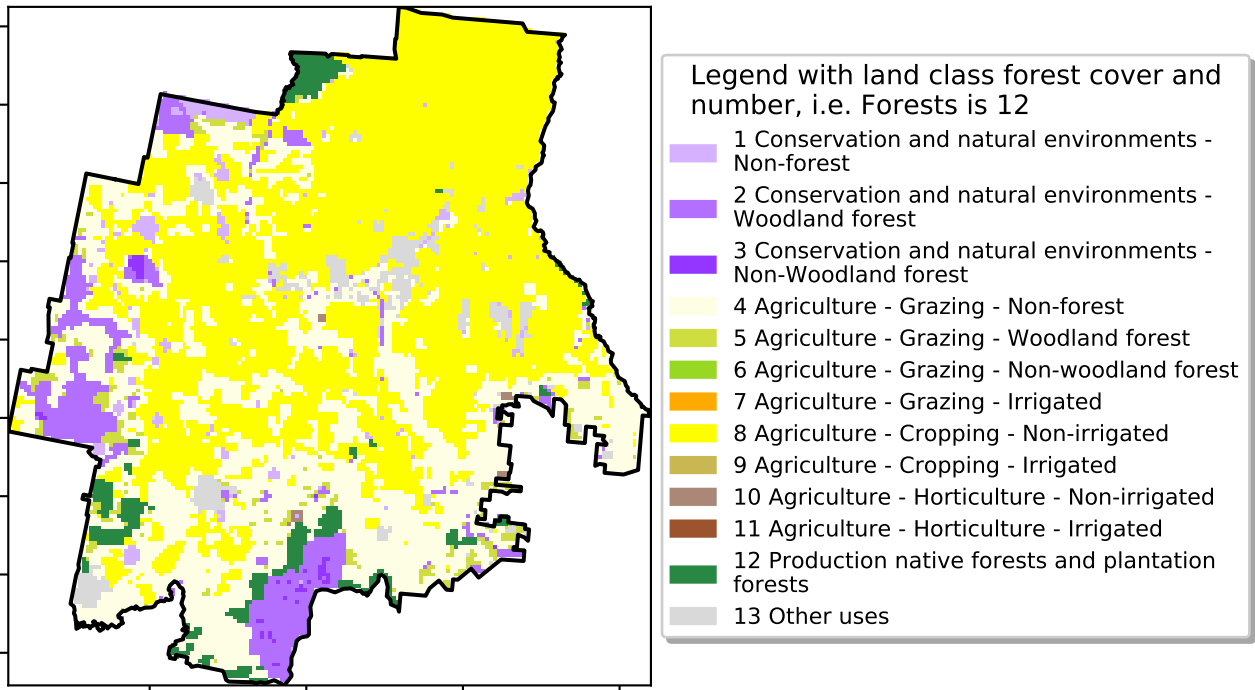 Legend with land class forest cover and
number, i.e. Forests is 12
1 Conservation and natural environments -
Non-forest
2 Conservation and natural environments -
Woodland forest
3 Conservation and natural environments -
Non-Woodland forest
4 Agriculture - Grazing - Non-forest
5 Agriculture - Grazing - Woodland forest
6 Agriculture - Grazing - Non-woodland forest
7 Agriculture - Grazing - Irrigated
8 Agriculture - Cropping - Non-irrigated
9 Agriculture - Cropping - Irrigated
10 Agriculture - Horticulture - Non-irrigated
11 Agriculture - Horticulture - Irrigated
12 Production native forests and plantation
forests
13 Other uses